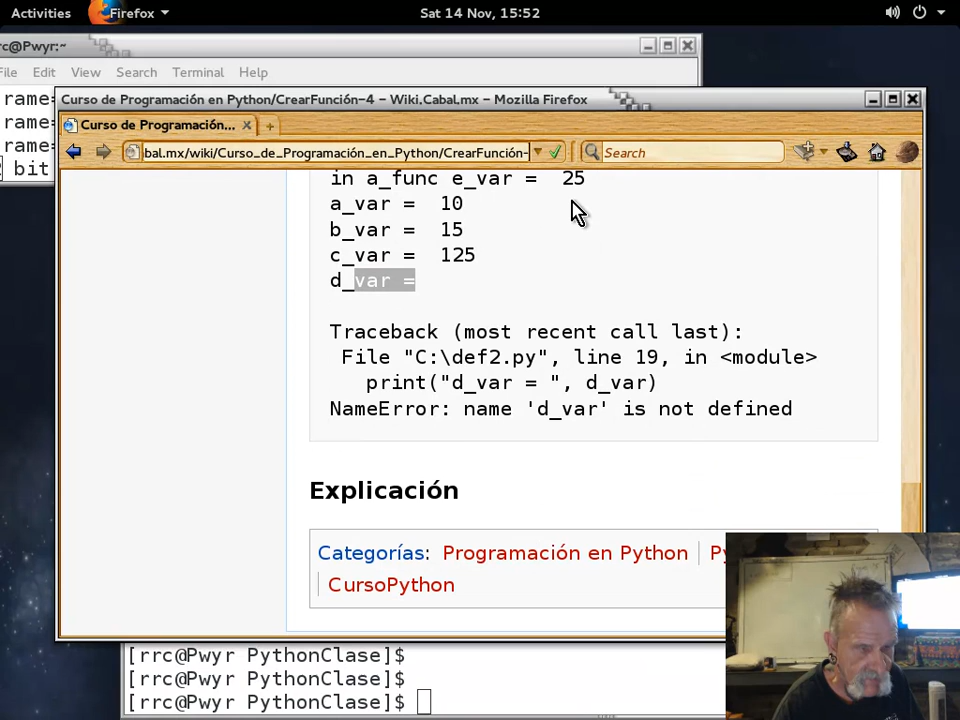 Activities Firefox Sat 14 Nov, 15:52
rc@Pwyr:~
File Edit View Search Terminal Help
rame=
rame=
rame=
bit
Curso de Programación en Python/CrearFunción-4 – Wiki.Cabal.mx – Mozilla Firefox
Curso de Programación...
bal.mx/wiki/Curso_de_Programación_en_Python/CrearFunción- Search
in a_func e_var = 25
a_var = 10
b_var = 15
c_var = 125
d_var =
Traceback (most recent call last):
File "C:\def2.py", line 19, in <module>
print("d_var = ", d_var)
NameError: name 'd_var' is not defined
Explicación
Categorías: Programación en Python Py
CursoPython
[rrc@Pwyr PythonClase]$
[rrc@Pwyr PythonClase]$
[rrc@Pwyr PythonClase]$